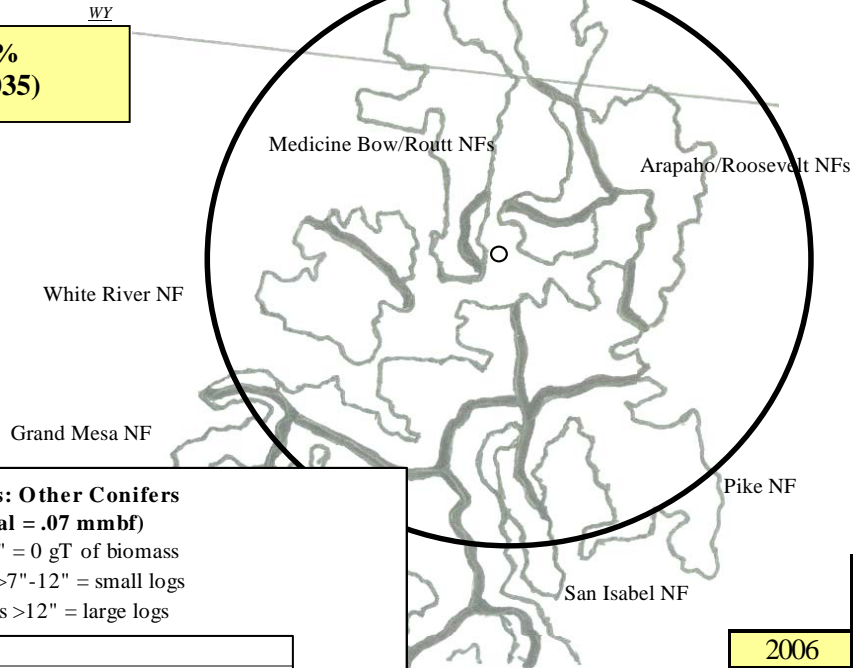 WY
%
035)
Medicine Bow/Routt NFs
Arapaho/Roosevelt NFs
White River NF
Grand Mesa NF
s: Other Conifers
al = .07 mmbf)
" = 0 gT of biomass
>7"-12" = small logs
s >12" = large logs
Pike NF
San Isabel NF
2006